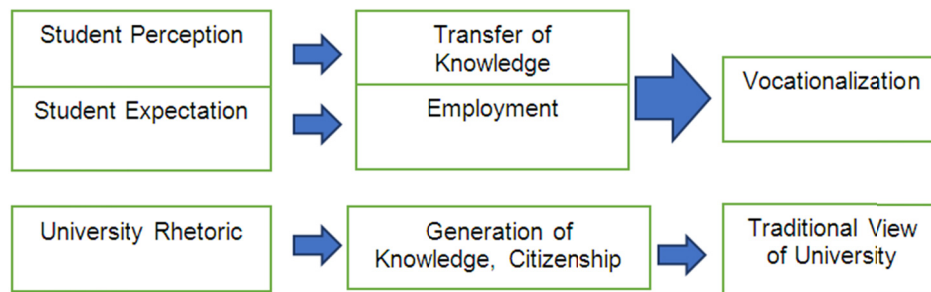 Student Perception
Transfer of
Knowledge
Student Expectation
Employment
Vocationalization
University Rhetoric
Generation of
Knowledge, Citizenship
Traditional View
of University